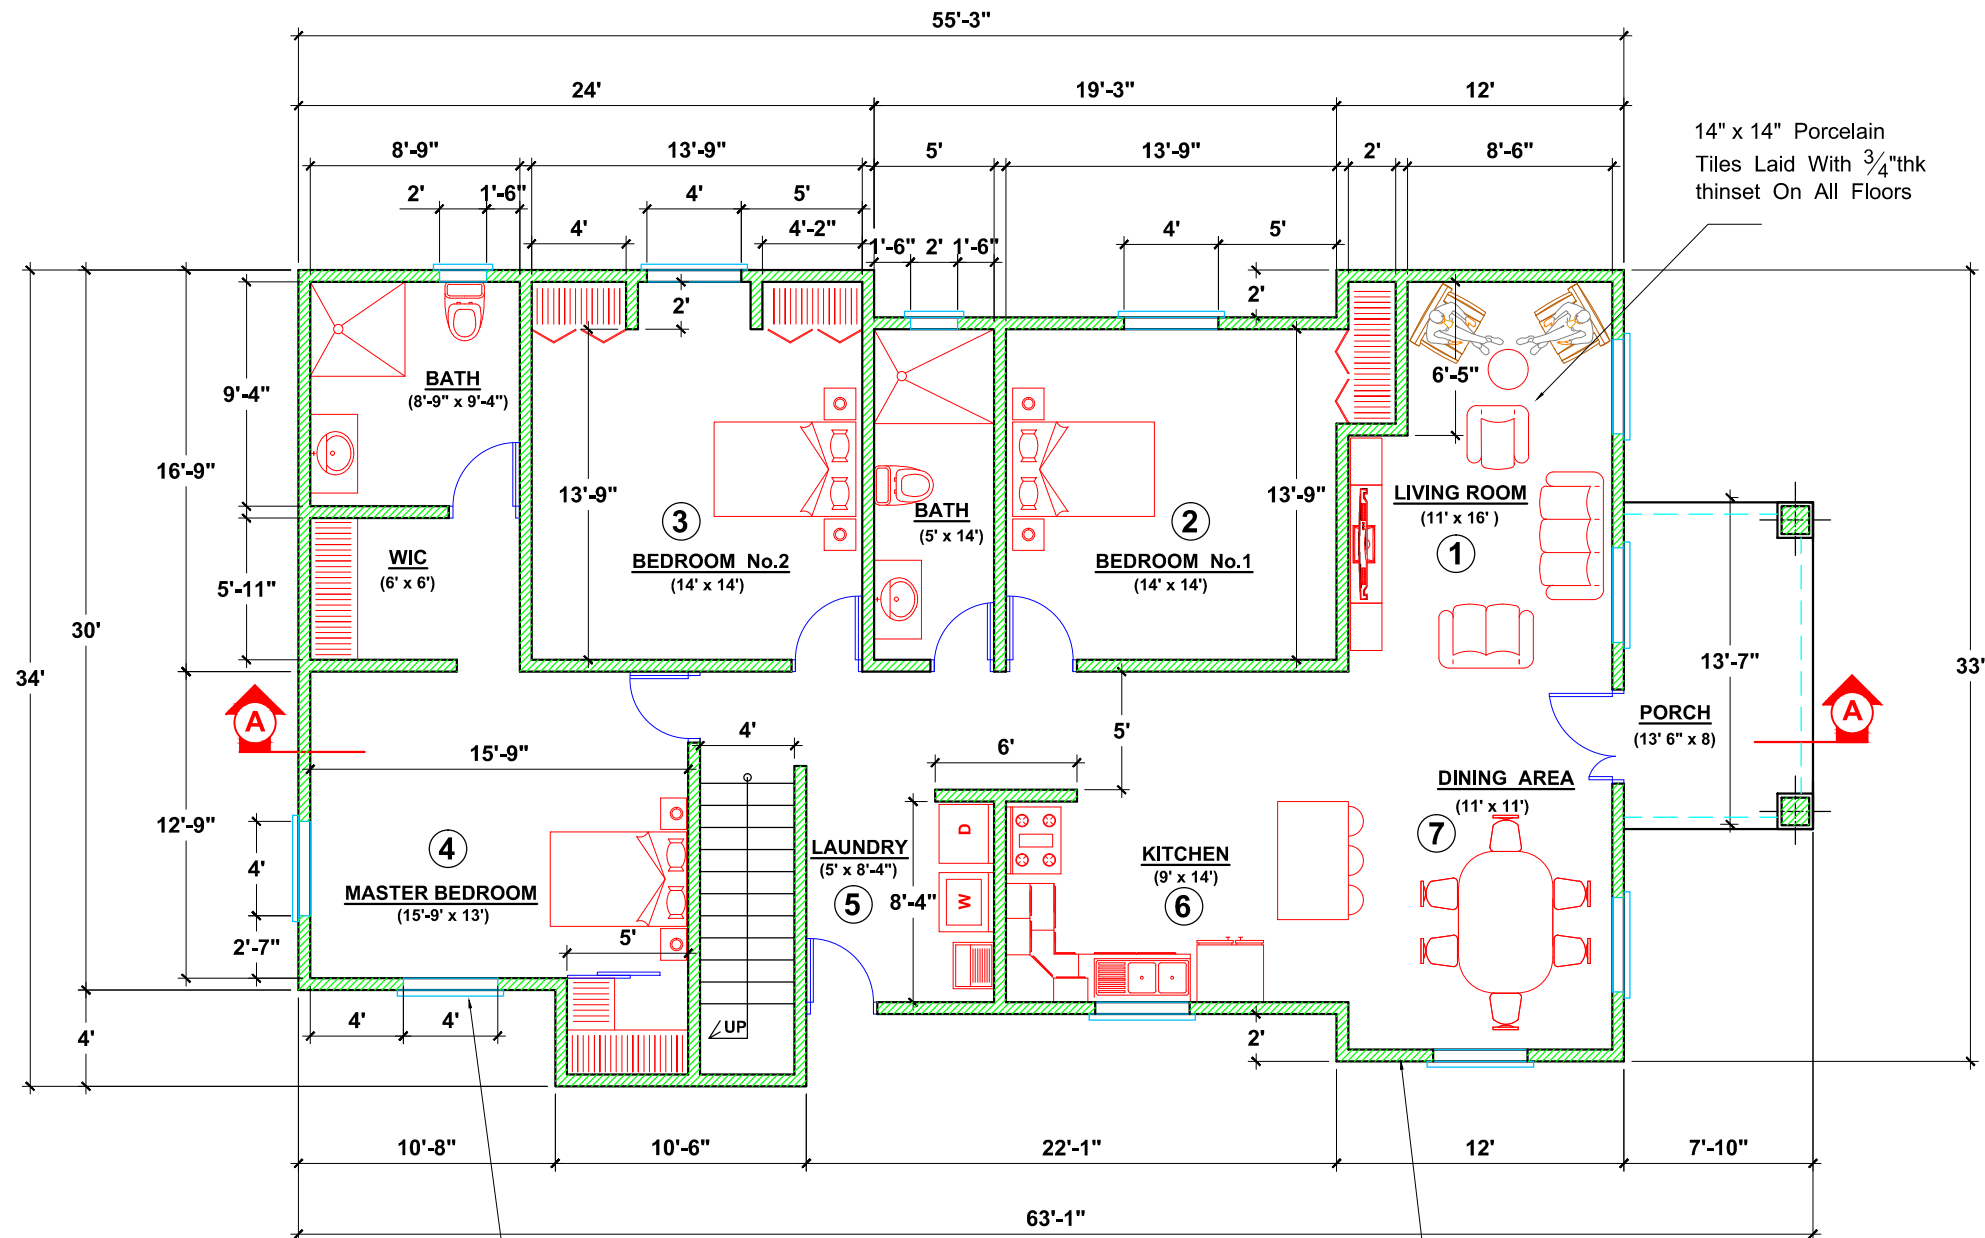 55'-3"
24' 19'-3" 12'
14" x 14" Porcelain
Tiles Laid With 3/4"thk
thinset On All Floors
8'-9" 13'-9" 5' 13'-9" 2' 8'-6"
2' 1'-6" 4' 5'
4' 4'-2" 1'-6" 2' 1'-6" 4' 5'
2' 2'
BATH
(8'-9" x 9'-4")
9'-4"
6'-5"
16'-9"
13'-9"
13'-9"
LIVING ROOM
(11' x 16' )
1
3
BEDROOM No.2
(14' x 14')
BATH
(5' x 14')
2
BEDROOM No.1
(14' x 14')
WIC
(6' x 6')
5'-11"
30'
34'
33'
13'-7"
A
A
PORCH
(13' 6" x 8)
15'-9"
4'
6'
5'
DINING AREA
(11' x 11')
7
12'-9"
4'
2'-7"
4
MASTER BEDROOM
(15'-9' x 13')
LAUNDRY
(5' x 8'-4")
5
8'-4"
D
W
KITCHEN
(9' x 14')
6
5'
UP
4' 4'
4'
2'
10'-8" 10'-6" 22'-1" 12' 7'-10"
63'-1"